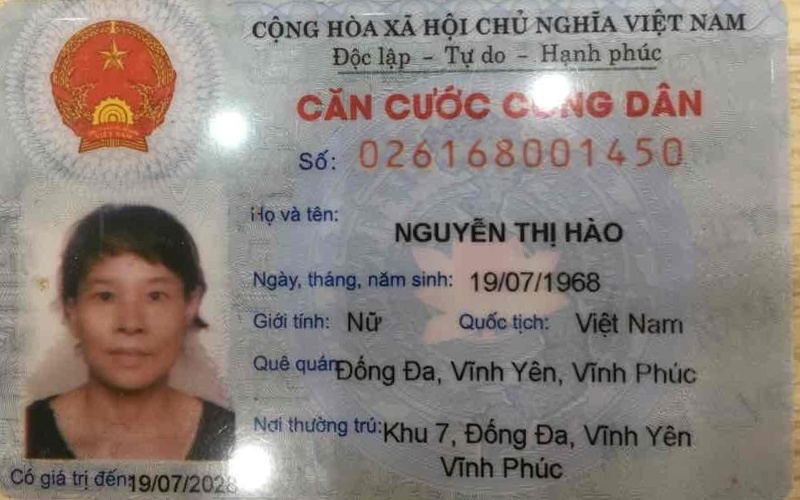 CỘNG HÒA XÃ HỘI CHỦ NGHĨA VIỆT NAM
Độc lập - Tự do - Hạnh phúc
CĂN CƯỚC CÔNG DÂN
Số: 026168001450
Họ và tên:
NGUYỄN THỊ HÀO
Ngày, tháng, năm sinh: 19/07/1968
Giới tính: Nữ Quốc tịch: Việt Nam
Quê quán: Đống Đa, Vĩnh Yên, Vĩnh Phúc
Nơi thường trú: Khu 7, Đống Đa, Vĩnh Yên
Vĩnh Phúc
Có giá trị đến: 19/07/2028